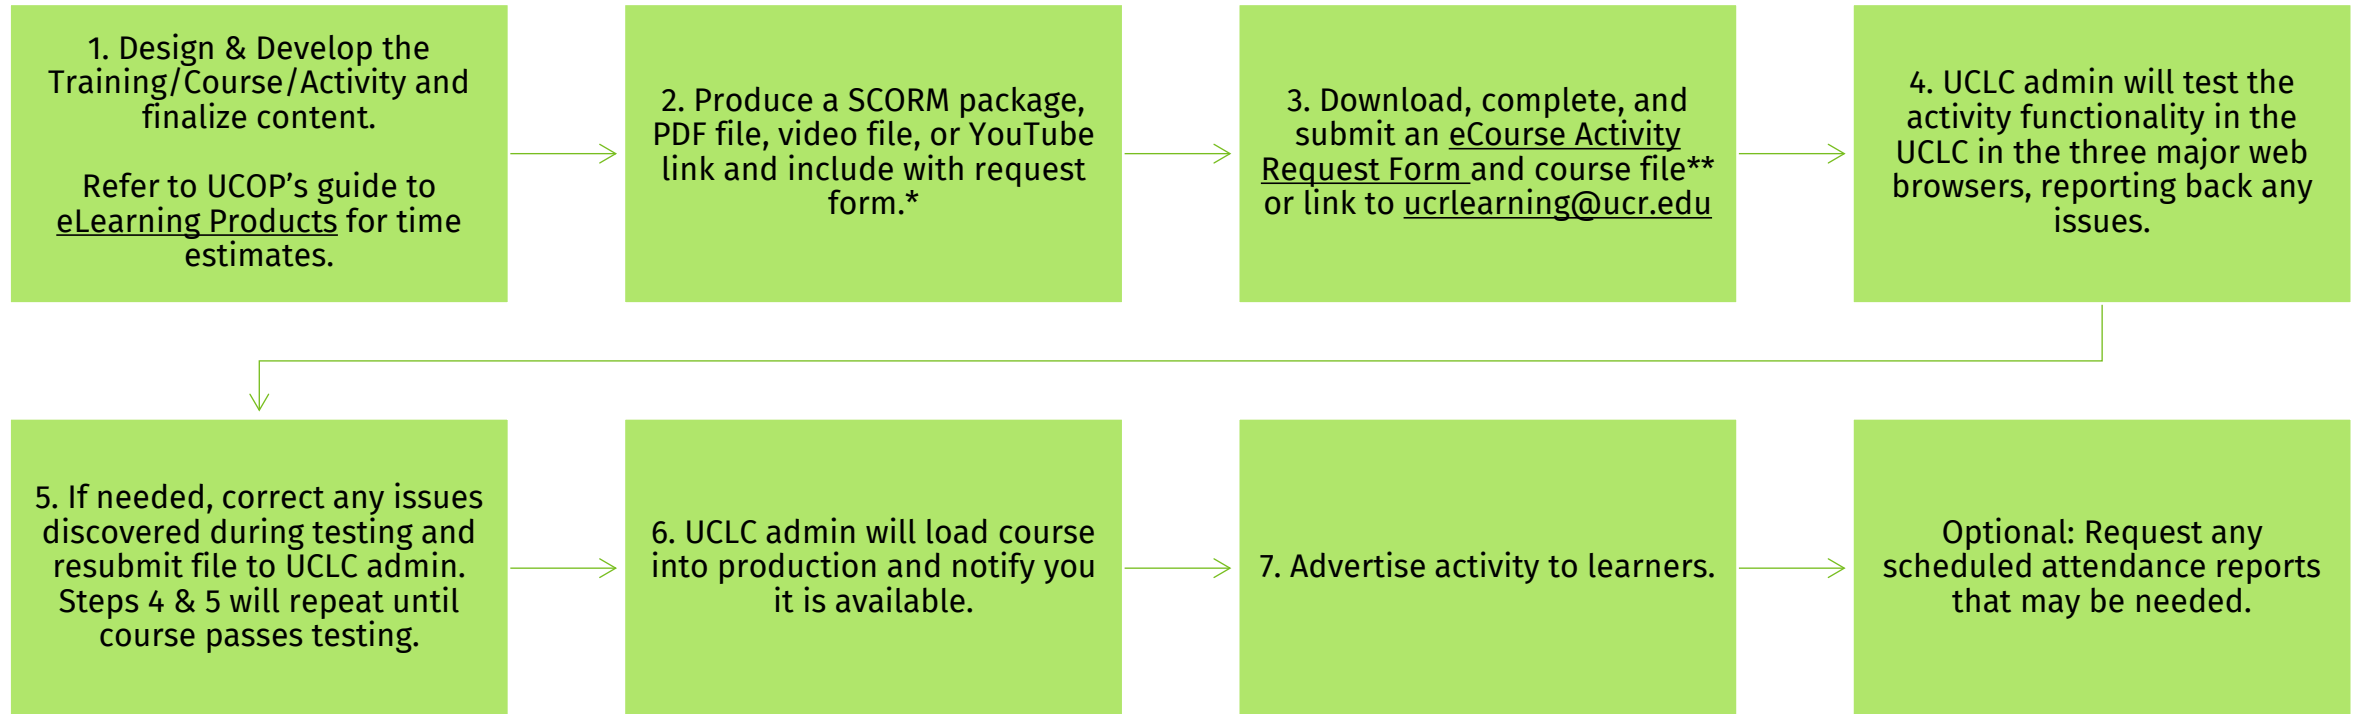 1. Design & Develop the
Training/Course/Activity and
finalize content.
Refer to UCOP’s guide to
eLearning Products for time
estimates.
2. Produce a SCORM package,
PDF file, video file, or YouTube
link and include with request
form.*
3. Download, complete, and
submit an eCourse Activity
Request Form and course file**
or link to ucrlearning@ucr.edu
4. UCLC admin will test the
activity functionality in the
UCLC in the three major web
browsers, reporting back any
issues.
5. If needed, correct any issues
discovered during testing and
resubmit file to UCLC admin.
Steps 4 & 5 will repeat until
course passes testing.
6. UCLC admin will load course
into production and notify you
it is available.
7. Advertise activity to learners.
Optional: Request any
scheduled attendance reports
that may be needed.